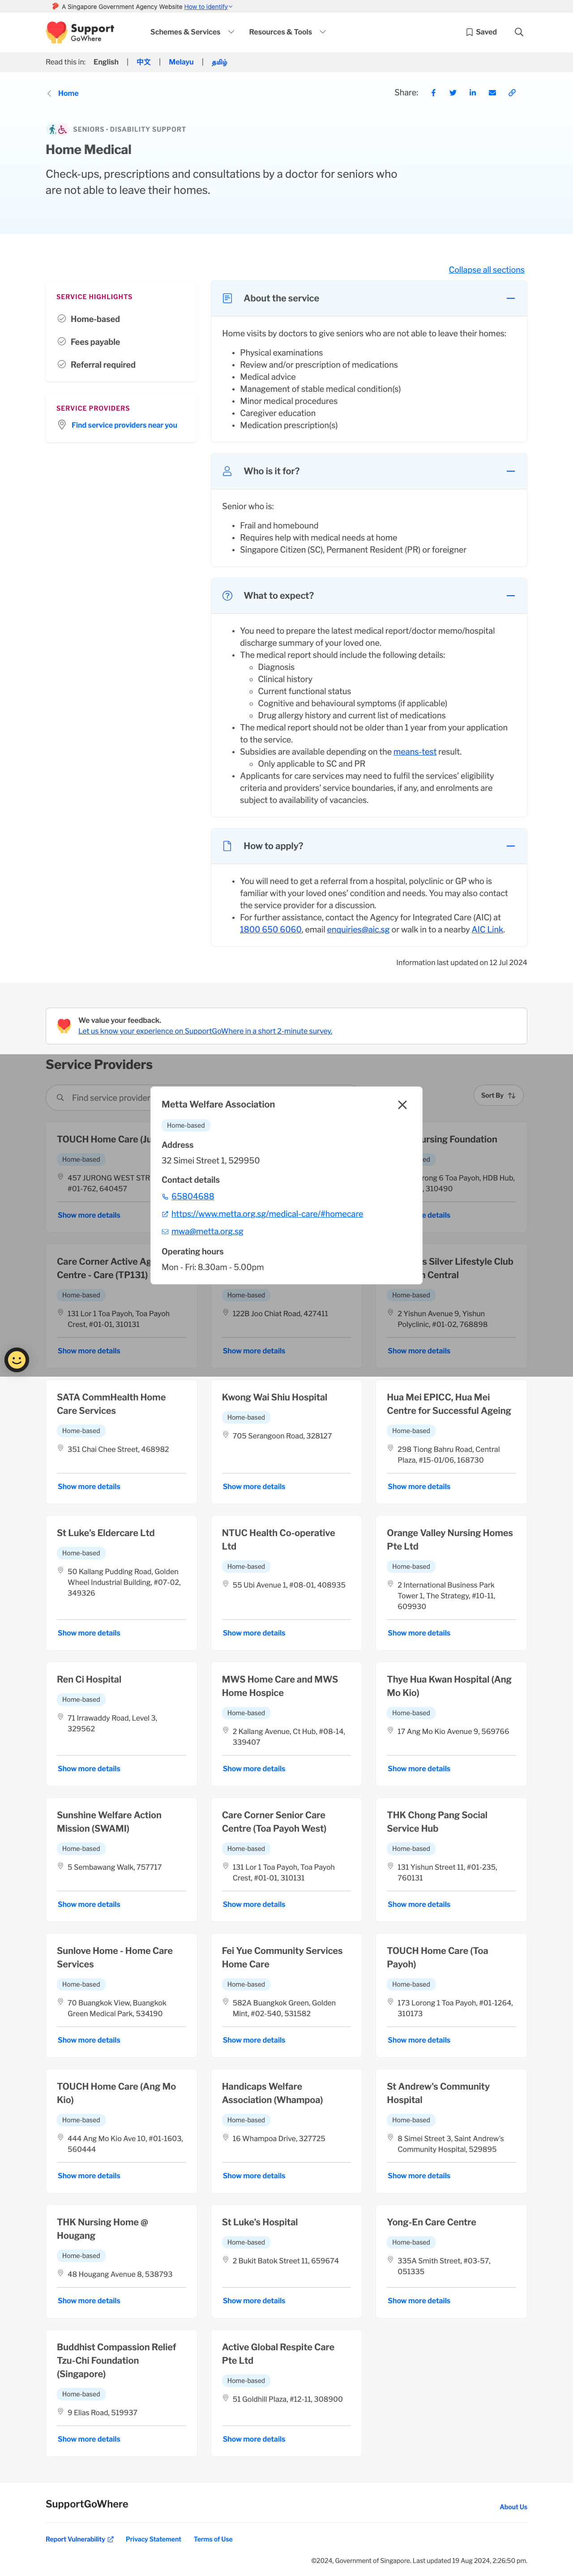 A Singapore Government Agency Website How to identify
Support
GoWhere
Schemes & Services
Resources & Tools
Saved
Read this in: English | 中文 | Melayu | தமிழ்
Home
Share:
SENIORS • DISABILITY SUPPORT
Home Medical
Check-ups, prescriptions and consultations by a doctor for seniors who
are not able to leave their homes.
Collapse all sections
SERVICE HIGHLIGHTS
Home-based
Fees payable
Referral required
SERVICE PROVIDERS
Find service providers near you
About the service
Home visits by doctors to give seniors who are not able to leave their homes:
• Physical examinations
• Review and/or prescription of medications
• Medical advice
• Management of stable medical condition(s)
• Minor medical procedures
• Caregiver education
• Medication prescription(s)
Who is it for?
Senior who is:
• Frail and homebound
• Requires help with medical needs at home
• Singapore Citizen (SC), Permanent Resident (PR) or foreigner
What to expect?
• You need to prepare the latest medical report/doctor memo/hospital
discharge summary of your loved one.
• The medical report should include the following details:
◦ Diagnosis
◦ Clinical history
◦ Current functional status
◦ Cognitive and behavioural symptoms (if applicable)
◦ Drug allergy history and current list of medications
• The medical report should not be older than 1 year from your application
to the service.
• Subsidies are available depending on the means-test result.
◦ Only applicable to SC and PR
• Applicants for care services may need to fulfil the services' eligibility
criteria and providers' service boundaries, if any, and enrolments are
subject to availability of vacancies.
How to apply?
• You will need to get a referral from a hospital, polyclinic or GP who is
familiar with your loved ones' condition and needs. You may also contact
the service provider for a discussion.
• For further assistance, contact the Agency for Integrated Care (AIC) at
1800 650 6060, email enquiries@aic.sg or walk in to a nearby AIC Link.
Information last updated on 12 Jul 2024
We value your feedback.
Let us know your experience on SupportGoWhere in a short 2-minute survey.
Service Providers
Find service provider
Sort By
Metta Welfare Association
Home-based
Address
32 Simei Street 1, 529950
Contact details
65804688
https://www.metta.org.sg/medical-care/#homecare
mwa@metta.org.sg
Operating hours
Mon - Fri: 8.30am - 5.00pm
TOUCH Home Care (Ju
Home-based
457 JURONG WEST STR
#01-762, 640457
Show more details
ursing Foundation
ed
rong 6 Toa Payoh, HDB Hub,
, 310490
e details
Care Corner Active Ag
Centre - Care (TP131)
Home-based
131 Lor 1 Toa Payoh, Toa Payoh
Crest, #01-01, 310131
Show more details
Home-based
122B Joo Chiat Road, 427411
Show more details
s Silver Lifestyle Club
n Central
Home-based
2 Yishun Avenue 9, Yishun
Polyclinic, #01-02, 768898
Show more details
SATA CommHealth Home
Care Services
Home-based
351 Chai Chee Street, 468982
Show more details
Kwong Wai Shiu Hospital
Home-based
705 Serangoon Road, 328127
Show more details
Hua Mei EPICC, Hua Mei
Centre for Successful Ageing
Home-based
298 Tiong Bahru Road, Central
Plaza, #15-01/06, 168730
Show more details
St Luke's Eldercare Ltd
Home-based
50 Kallang Pudding Road, Golden
Wheel Industrial Building, #07-02,
349326
Show more details
NTUC Health Co-operative
Ltd
Home-based
55 Ubi Avenue 1, #08-01, 408935
Show more details
Orange Valley Nursing Homes
Pte Ltd
Home-based
2 International Business Park
Tower 1, The Strategy, #10-11,
609930
Show more details
Ren Ci Hospital
Home-based
71 Irrawaddy Road, Level 3,
329562
Show more details
MWS Home Care and MWS
Home Hospice
Home-based
2 Kallang Avenue, Ct Hub, #08-14,
339407
Show more details
Thye Hua Kwan Hospital (Ang
Mo Kio)
Home-based
17 Ang Mo Kio Avenue 9, 569766
Show more details
Sunshine Welfare Action
Mission (SWAMI)
Home-based
5 Sembawang Walk, 757717
Show more details
Care Corner Senior Care
Centre (Toa Payoh West)
Home-based
131 Lor 1 Toa Payoh, Toa Payoh
Crest, #01-01, 310131
Show more details
THK Chong Pang Social
Service Hub
Home-based
131 Yishun Street 11, #01-235,
760131
Show more details
Sunlove Home - Home Care
Services
Home-based
70 Buangkok View, Buangkok
Green Medical Park, 534190
Show more details
Fei Yue Community Services
Home Care
Home-based
582A Buangkok Green, Golden
Mint, #02-540, 531582
Show more details
TOUCH Home Care (Toa
Payoh)
Home-based
173 Lorong 1 Toa Payoh, #01-1264,
310173
Show more details
TOUCH Home Care (Ang Mo
Kio)
Home-based
444 Ang Mo Kio Ave 10, #01-1603,
560444
Show more details
Handicaps Welfare
Association (Whampoa)
Home-based
16 Whampoa Drive, 327725
Show more details
St Andrew's Community
Hospital
Home-based
8 Simei Street 3, Saint Andrew's
Community Hospital, 529895
Show more details
THK Nursing Home @
Hougang
Home-based
48 Hougang Avenue 8, 538793
Show more details
St Luke's Hospital
Home-based
2 Bukit Batok Street 11, 659674
Show more details
Yong-En Care Centre
Home-based
335A Smith Street, #03-57,
051335
Show more details
Buddhist Compassion Relief
Tzu-Chi Foundation
(Singapore)
Home-based
9 Elias Road, 519937
Show more details
Active Global Respite Care
Pte Ltd
Home-based
51 Goldhill Plaza, #12-11, 308900
Show more details
SupportGoWhere
About Us
Report Vulnerability
Privacy Statement
Terms of Use
©2024, Government of Singapore. Last updated 19 Aug 2024, 2:26:50 pm.